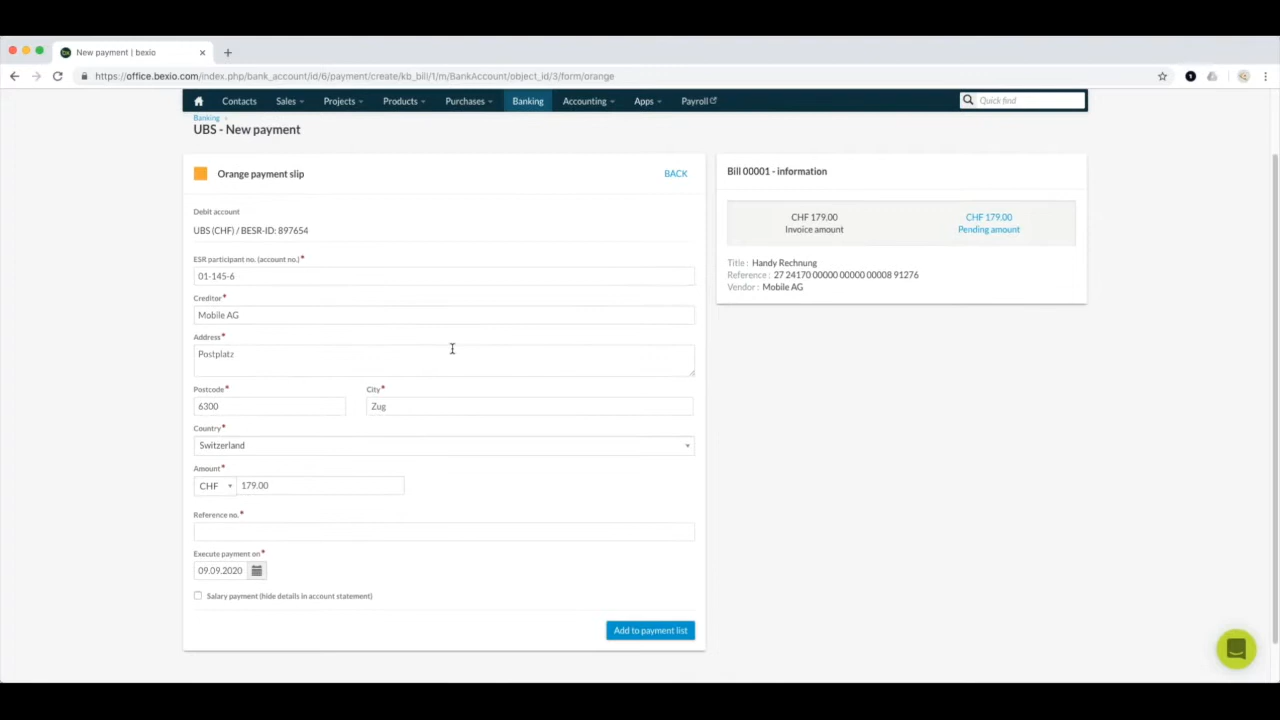 New payment | bexio
https://office.bexio.com/index.php/bank_account/id/6/payment/create/kb_bill/1/m/BankAccount/object_id/3/form/orange
Contacts Sales Projects Products Purchases Banking Accounting Apps Payroll Quick find
Banking
UBS - New payment
Orange payment slip BACK
Debit account
UBS (CHF) / BESR-ID: 897654
ESR participant no. (account no.)*
01-145-6
Creditor*
Mobile AG
Address*
Postplatz
Postcode* City*
6300 Zug
Country*
Switzerland
Amount*
CHF 179.00
Reference no.*
Execute payment on*
09.09.2020
Salary payment (hide details in account statement)
Add to payment list
Bill 00001 - information
CHF 179.00 CHF 179.00
Invoice amount Pending amount
Title : Handy Rechnung
Reference : 27 24170 00000 00000 00008 91276
Vendor : Mobile AG